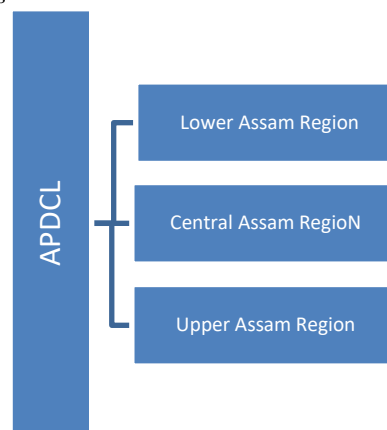 APDCL
Lower Assam Region
Central Assam RegioN
Upper Assam Region